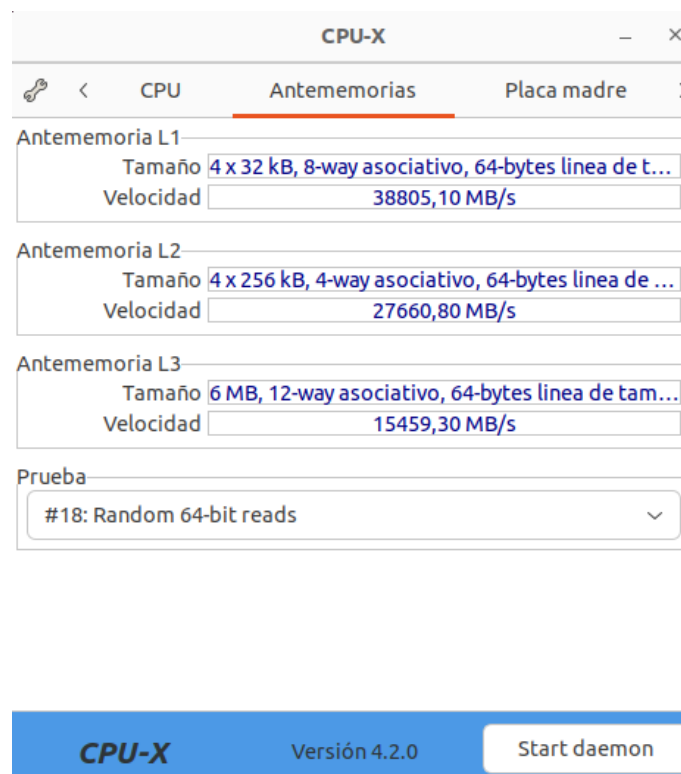 CPU-X
CPU Antememorias Placa madre
Antememoria L1
Tamaño 4 x 32 kB, 8-way asociativo, 64-bytes linea de t...
Velocidad 38805,10 MB/s
Antememoria L2
Tamaño 4 x 256 kB, 4-way asociativo, 64-bytes linea de ...
Velocidad 27660,80 MB/s
Antememoria L3
Tamaño 6 MB, 12-way asociativo, 64-bytes linea de tam...
Velocidad 15459,30 MB/s
Prueba
#18: Random 64-bit reads
CPU-X Versión 4.2.0 Start daemon